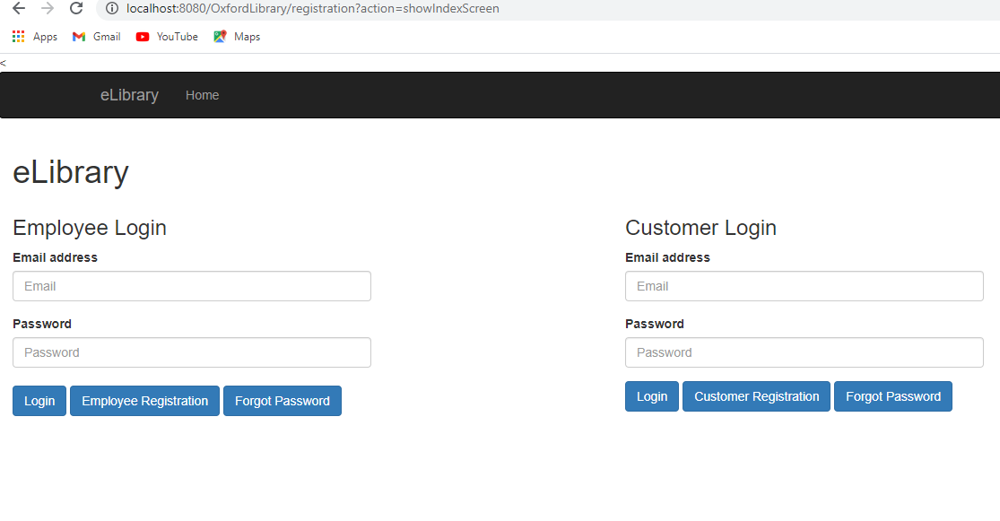 localhost:8080/OxfordLibrary/registration?action=showIndexScreen
Apps Gmail YouTube Maps
<
eLibrary Home
eLibrary
Employee Login
Email address
Email
Password
Password
Login Employee Registration Forgot Password
Customer Login
Email address
Email
Password
Password
Login Customer Registration Forgot Password